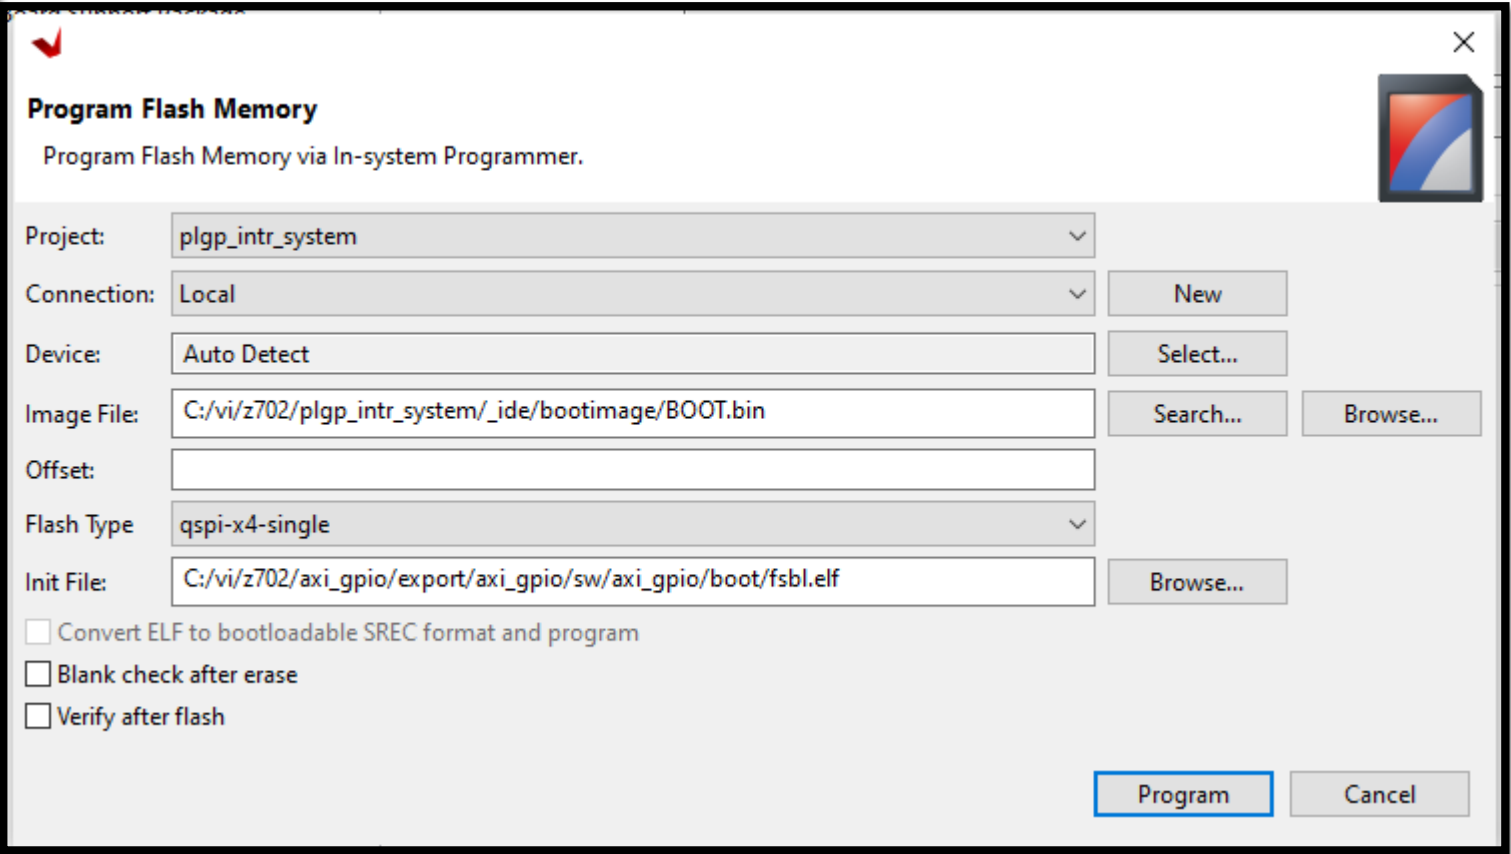 Board Support Package
Program Flash Memory
Program Flash Memory via In-system Programmer.
Project: plgp_intr_system
Connection: Local New
Device: Auto Detect Select...
Image File: C:/vi/z702/plgp_intr_system/_ide/bootimage/BOOT.bin Search... Browse...
Offset:
Flash Type qspi-x4-single
Init File: C:/vi/z702/axi_gpio/export/axi_gpio/sw/axi_gpio/boot/fsbl.elf Browse...
Convert ELF to bootloadable SREC format and program
Blank check after erase
Verify after flash
Program Cancel